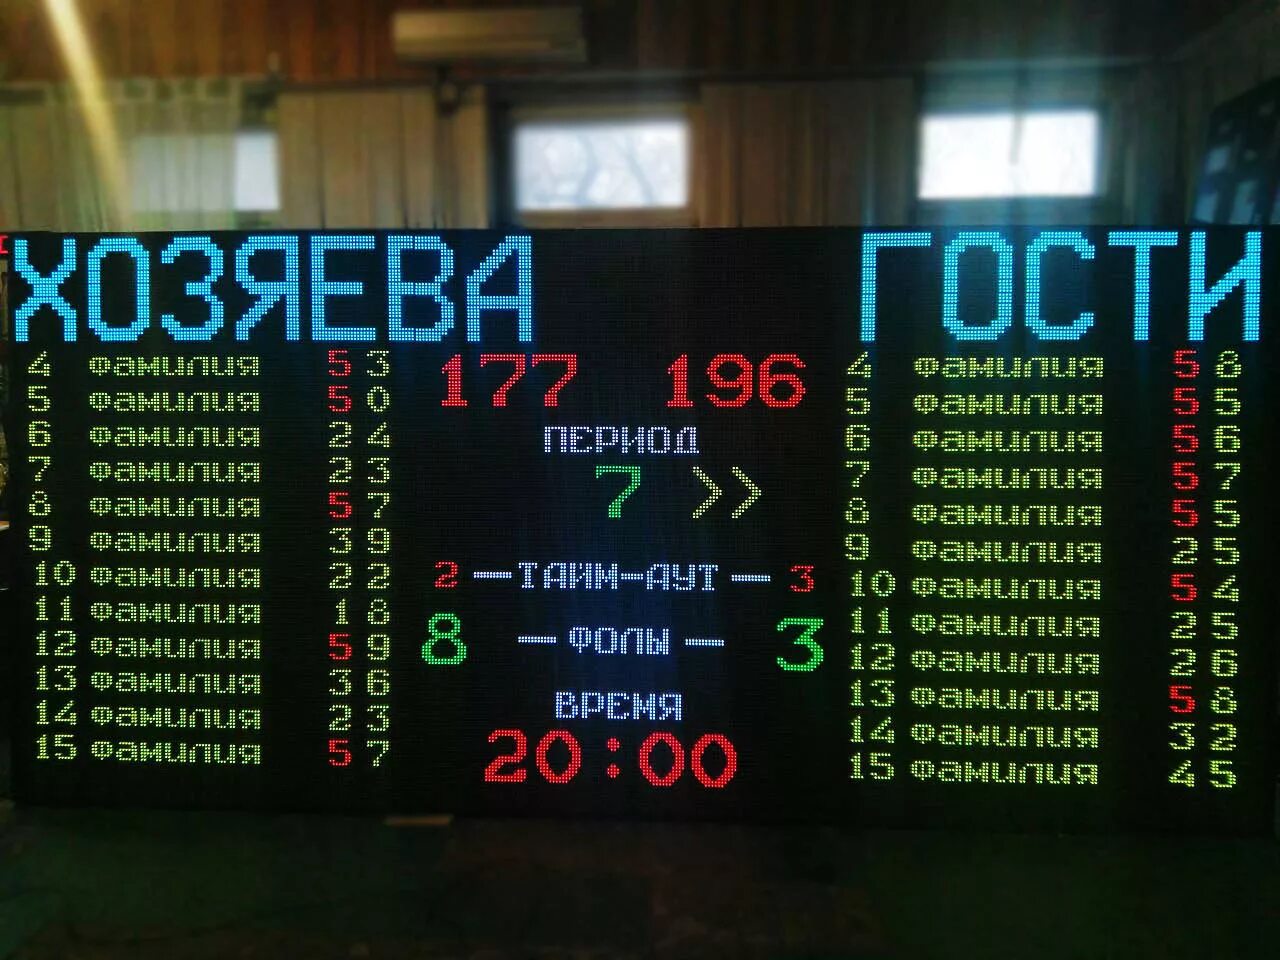 ХОЗЯЕВА ГОСТИ
4 фамилия 5 3 177 196 4 фамилия 5 8
5 фамилия 5 0 5 фамилия 5 5
6 фамилия 2 4 ПЕРИОД 6 фамилия 5 6
7 фамилия 2 3 7 >> 7 фамилия 5 7
8 фамилия 5 7 8 фамилия 5 5
9 фамилия 3 9 9 фамилия 2 5
10 фамилия 2 2 2 —ТАЙМ-АУТ— 3 10 фамилия 5 4
11 фамилия 1 8 11 фамилия 2 5
12 фамилия 5 9 8 — ФОЛЫ — 3 12 фамилия 2 6
13 фамилия 3 6 13 фамилия 5 8
14 фамилия 2 3 ВРЕМЯ 14 фамилия 3 2
15 фамилия 5 7 20:00 15 фамилия 4 5